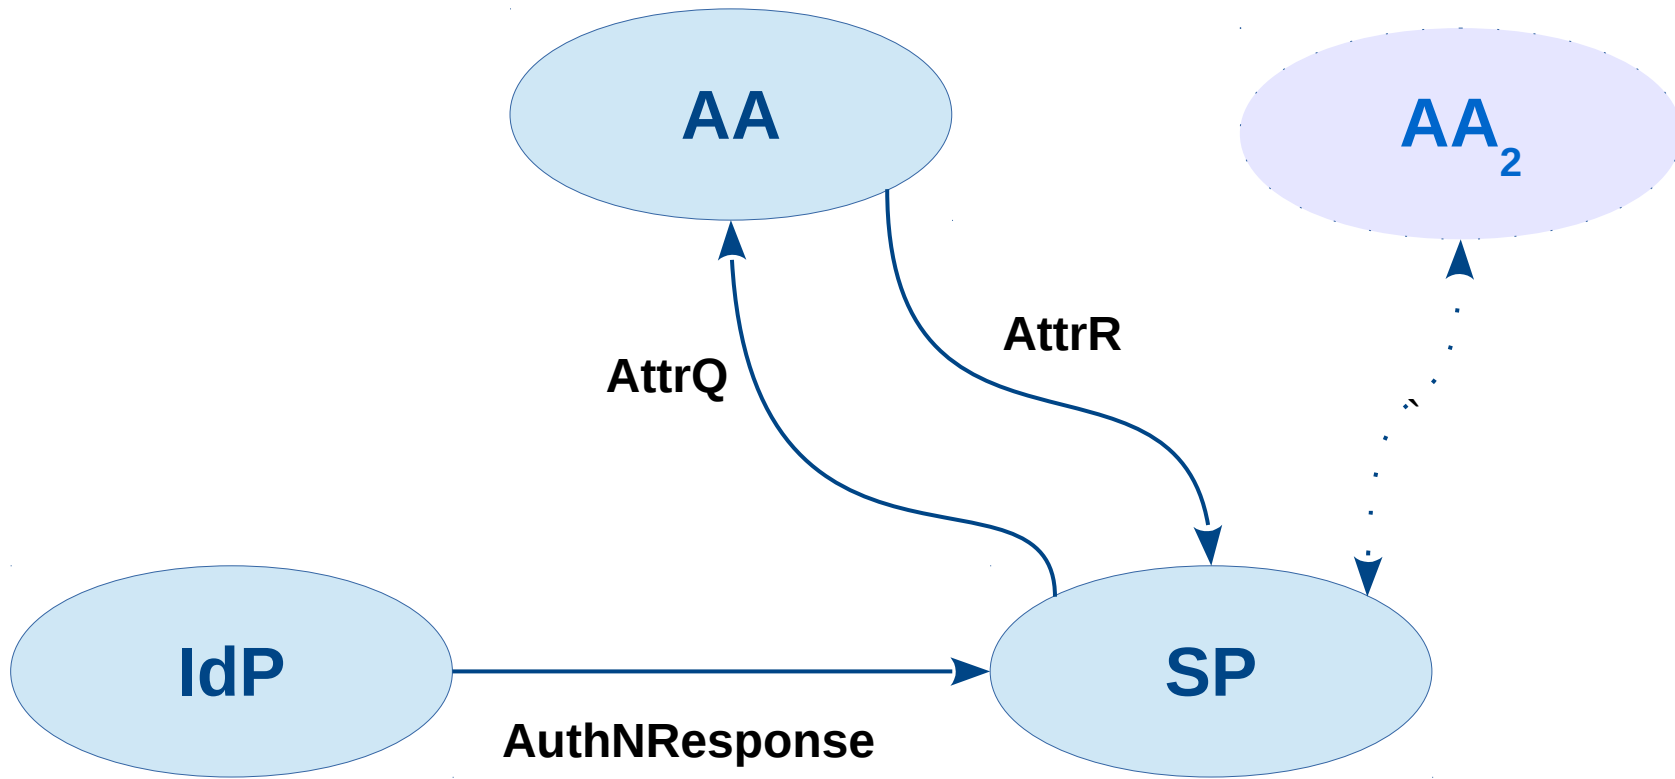 AA
AA₂
AttrR
AttrQ
`
IdP
SP
AuthNResponse